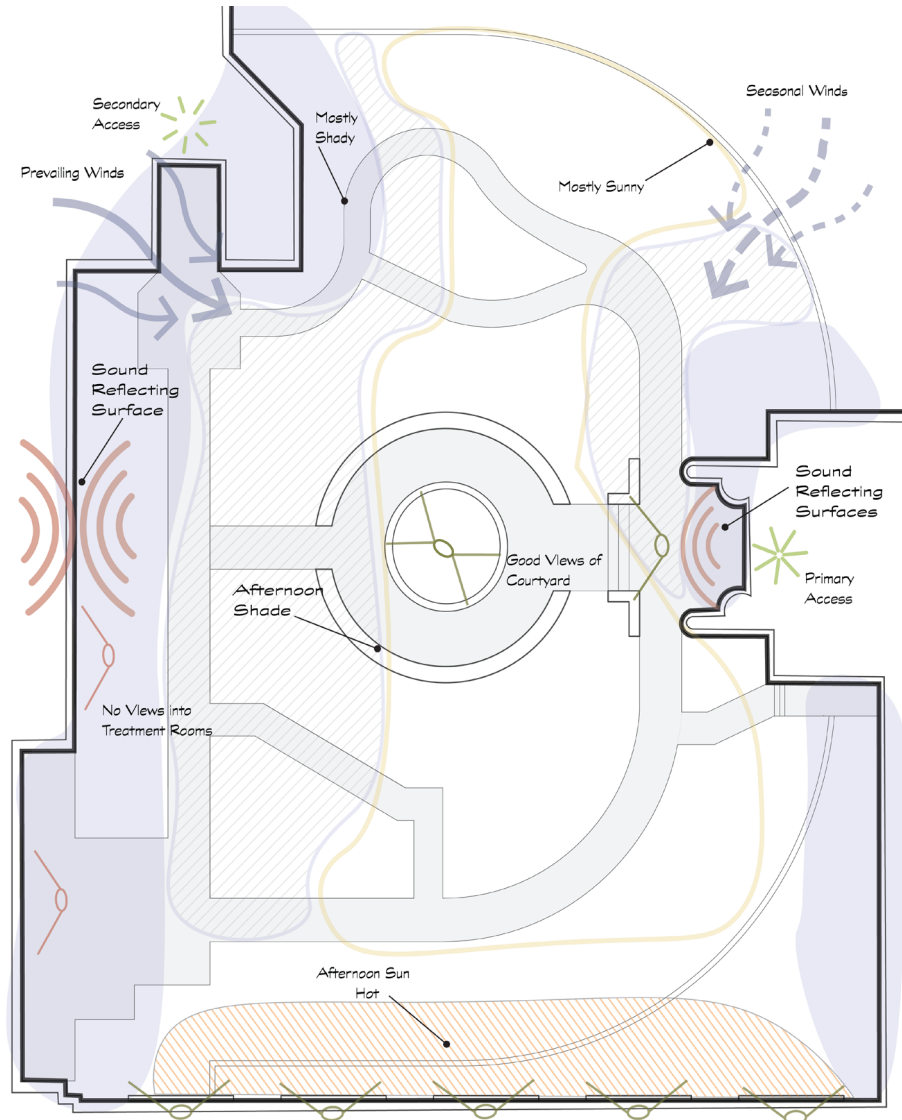 Seasonal Winds
Secondary
Access
Mostly
Shady
Prevailing Winds
Mostly Sunny
Sound
Reflecting
Surface
Sound
Reflecting
Surfaces
Good Views of
Courtyard
Primary
Access
Afternoon
Shade
No Views into
Treatment Rooms
Afternoon Sun
Hot